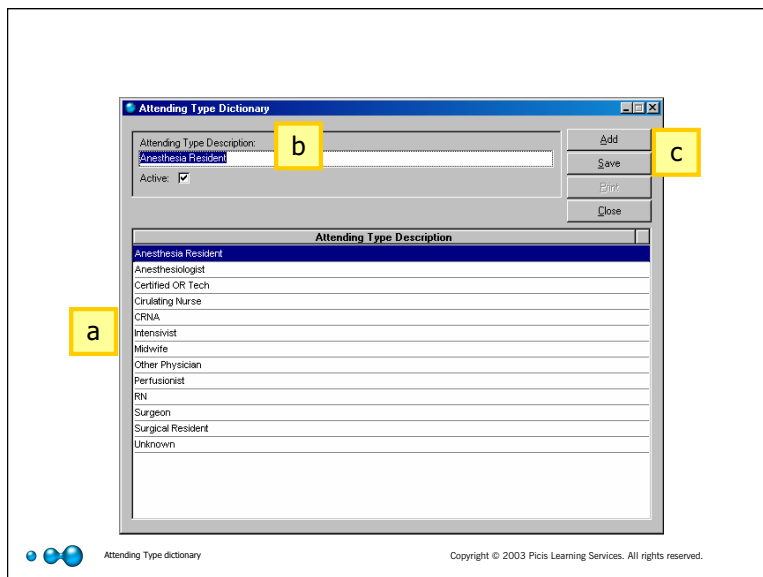 Attending Type Dictionary
Attending Type Description:
b
Anesthesia Resident
Active:
Add
Save
Print
Close
c
Attending Type Description
Anesthesia Resident
Anesthesiologist
Certified OR Tech
Cirulating Nurse
CRNA
a
Intensivist
Midwife
Other Physician
Perfusionist
RN
Surgeon
Surgical Resident
Unknown
Attending Type dictionary
Copyright © 2003 Picis Learning Services. All rights reserved.